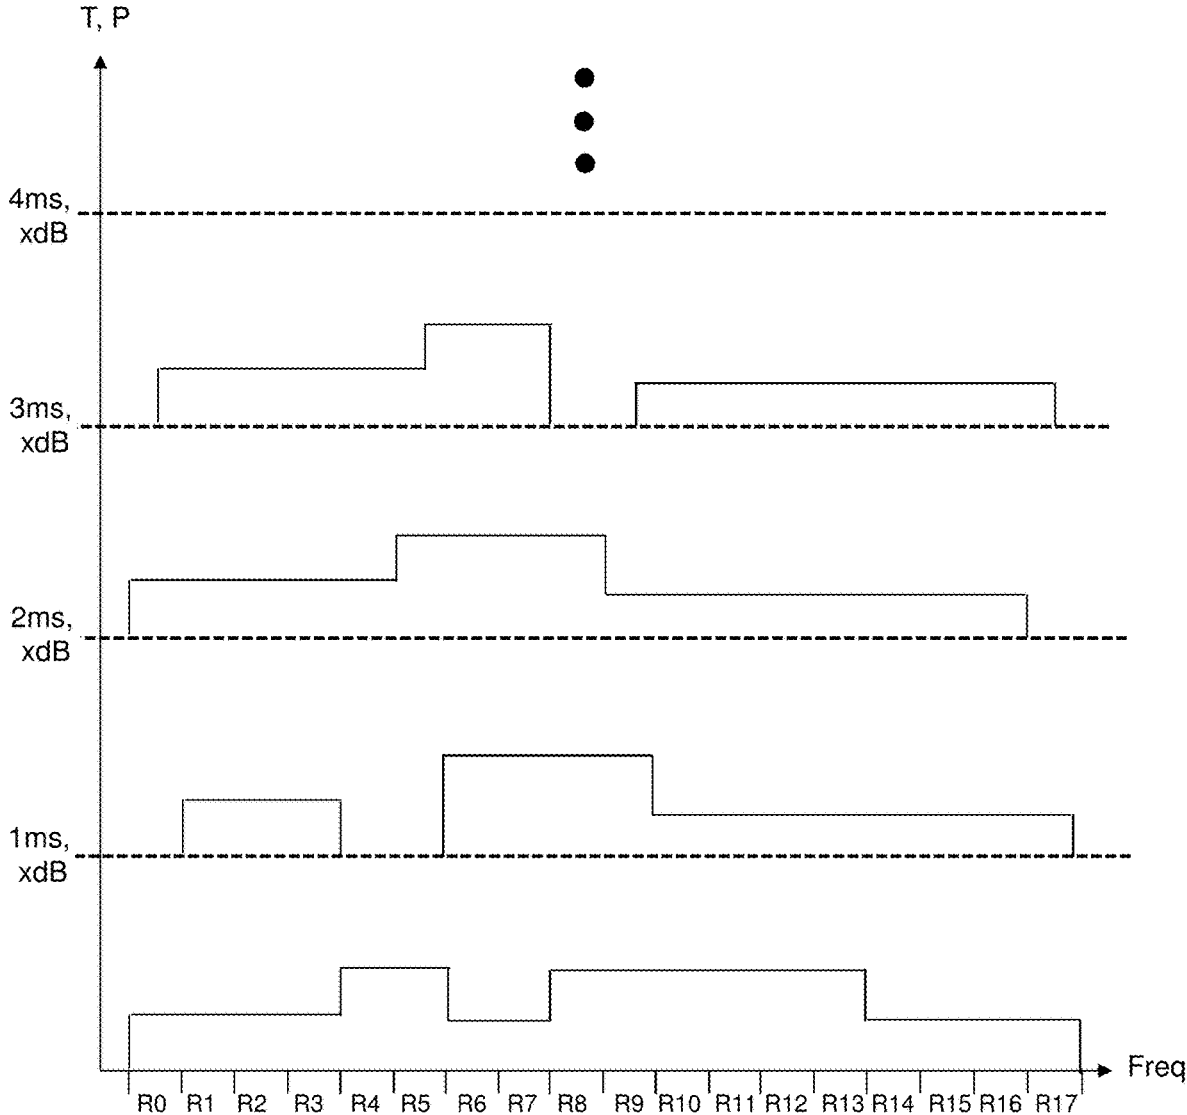 T, P
4ms,
xdB
3ms,
xdB
2ms,
xdB
1ms,
xdB
Freq
R0 R1 R2 R3 R4 R5 R6 R7 R8 R9 R10 R11 R12 R13 R14 R15 R16 R17